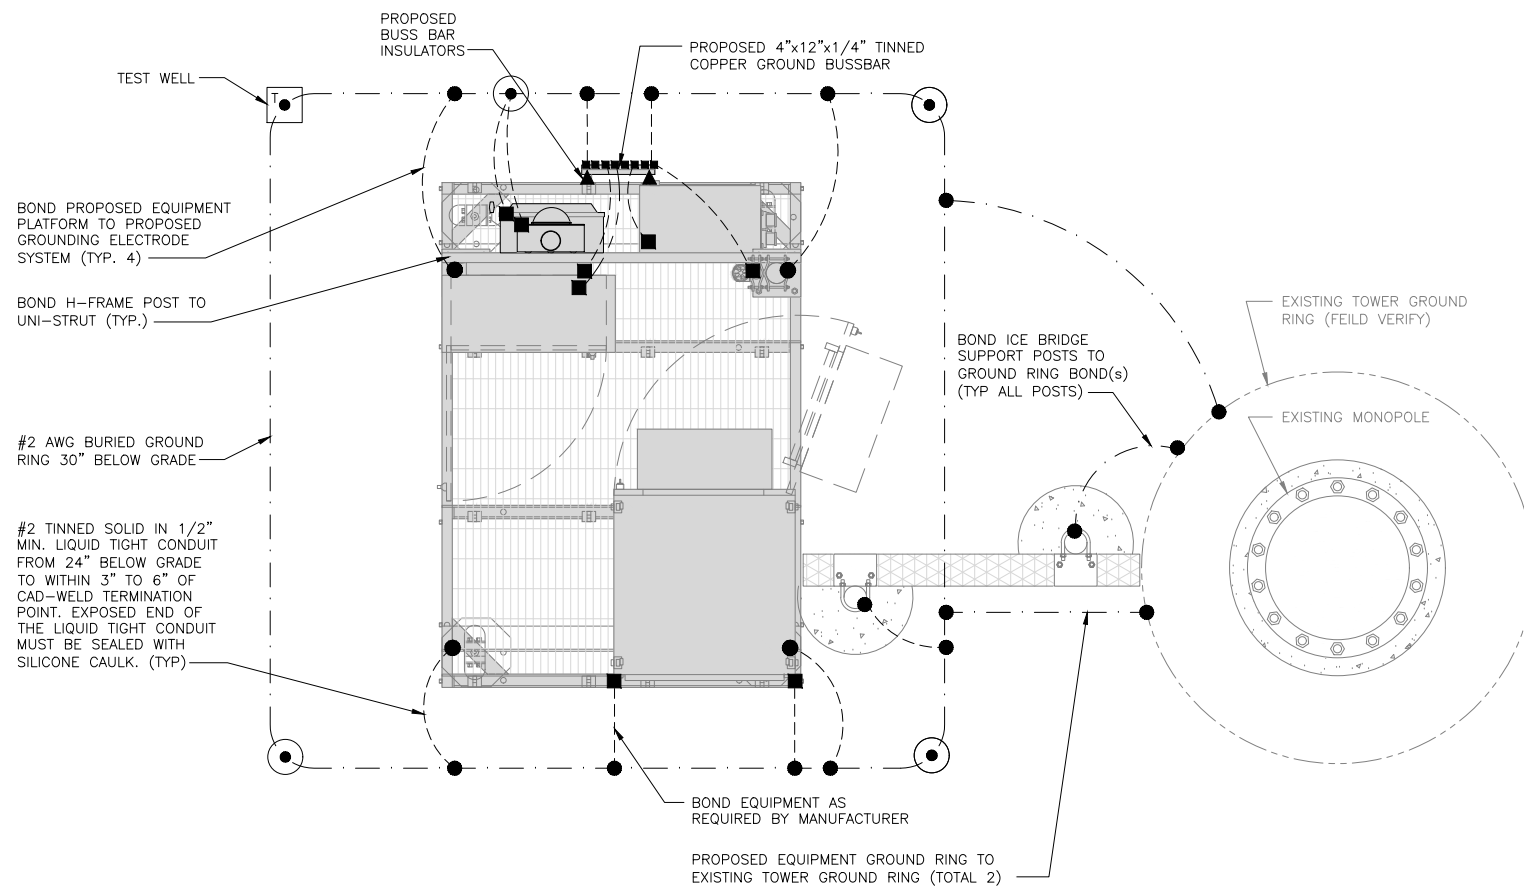 PROPOSED
BUSS BAR
INSULATORS
PROPOSED 4"x12"x1/4" TINNED
COPPER GROUND BUSSBAR
TEST WELL
T
BOND PROPOSED EQUIPMENT
PLATFORM TO PROPOSED
GROUNDING ELECTRODE
SYSTEM (TYP. 4)
BOND H-FRAME POST TO
UNI-STRUT (TYP.)
EXISTING TOWER GROUND
RING (FEILD VERIFY)
BOND ICE BRIDGE
SUPPORT POSTS TO
GROUND RING BOND(s)
(TYP ALL POSTS)
EXISTING MONOPOLE
#2 AWG BURIED GROUND
RING 30" BELOW GRADE
#2 TINNED SOLID IN 1/2"
MIN. LIQUID TIGHT CONDUIT
FROM 24" BELOW GRADE
TO WITHIN 3" TO 6" OF
CAD-WELD TERMINATION
POINT. EXPOSED END OF
THE LIQUID TIGHT CONDUIT
MUST BE SEALED WITH
SILICONE CAULK. (TYP)
BOND EQUIPMENT AS
REQUIRED BY MANUFACTURER
PROPOSED EQUIPMENT GROUND RING TO
EXISTING TOWER GROUND RING (TOTAL 2)